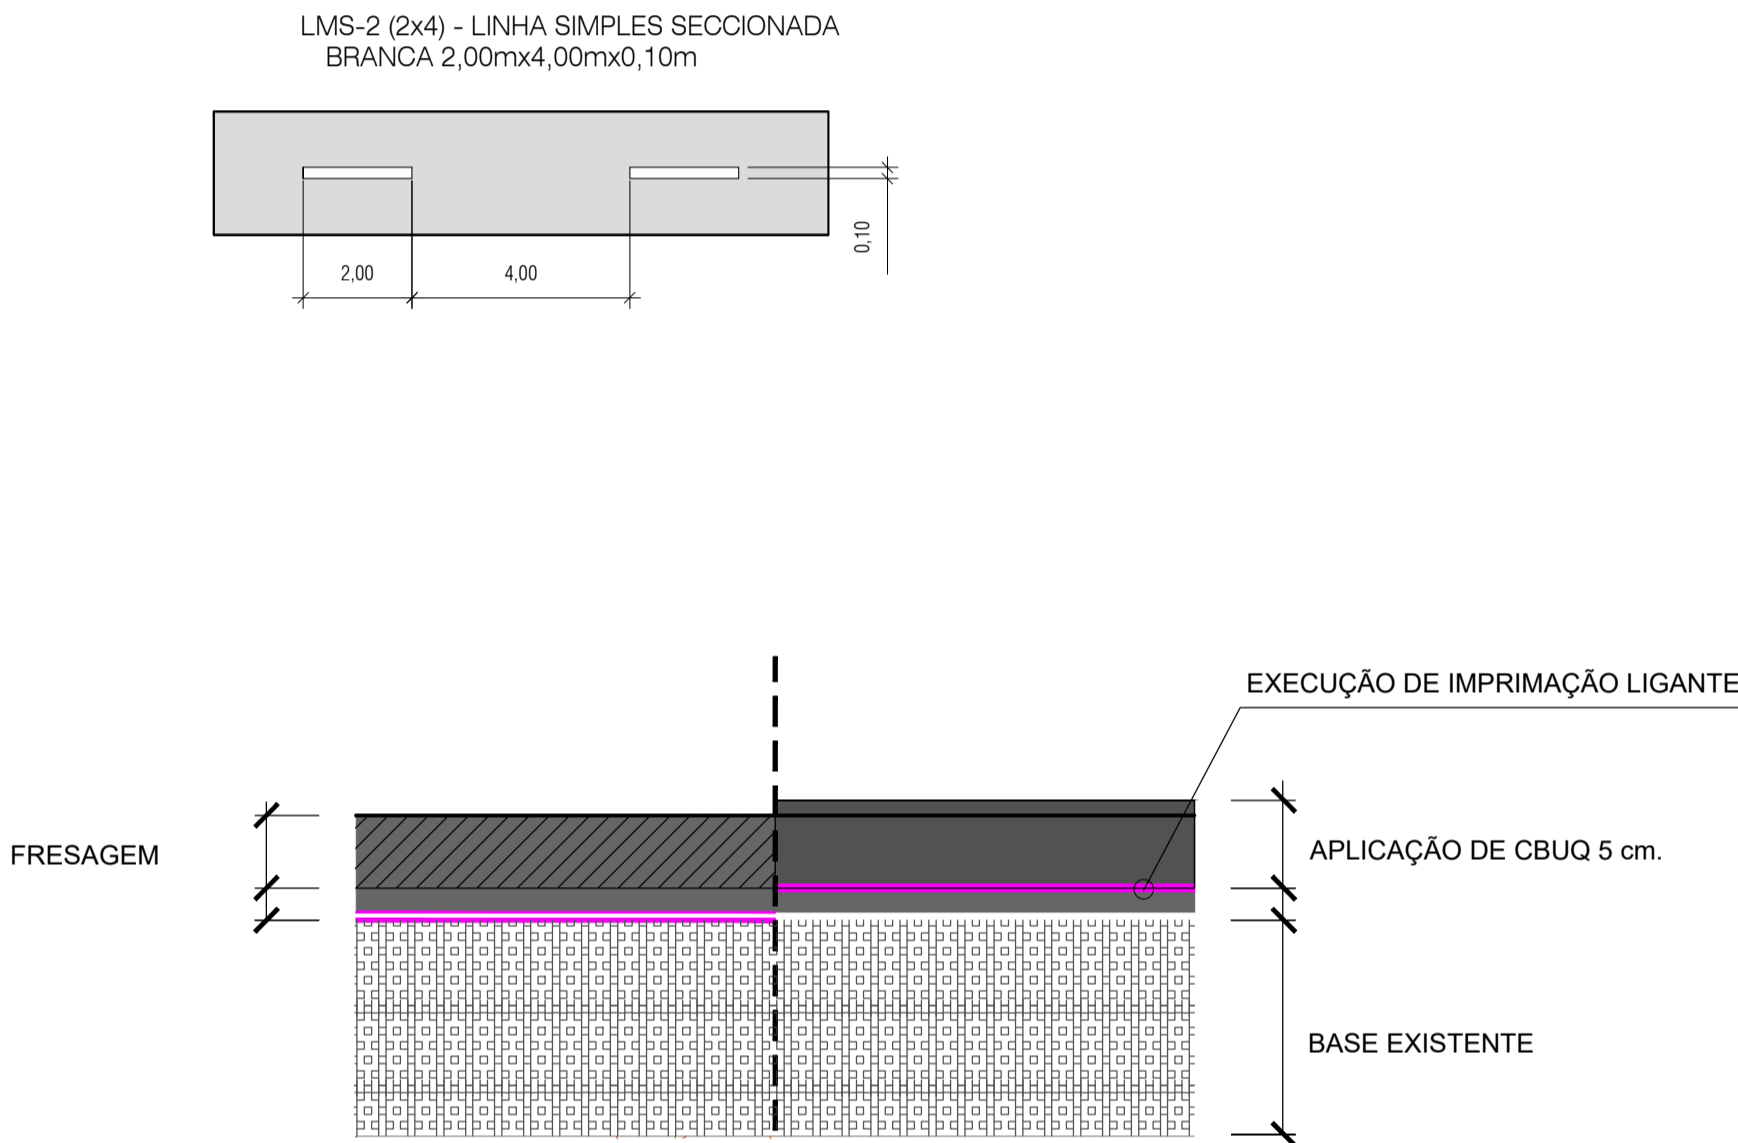 LMS-2 (2x4) - LINHA SIMPLES SECCIONADA
BRANCA 2,00mx4,00mx0,10m
0,10
2,00
4,00
EXECUÇÃO DE IMPRIMAÇÃO LIGANTE
FRESAGEM
APLICAÇÃO DE CBUQ 5 cm.
BASE EXISTENTE